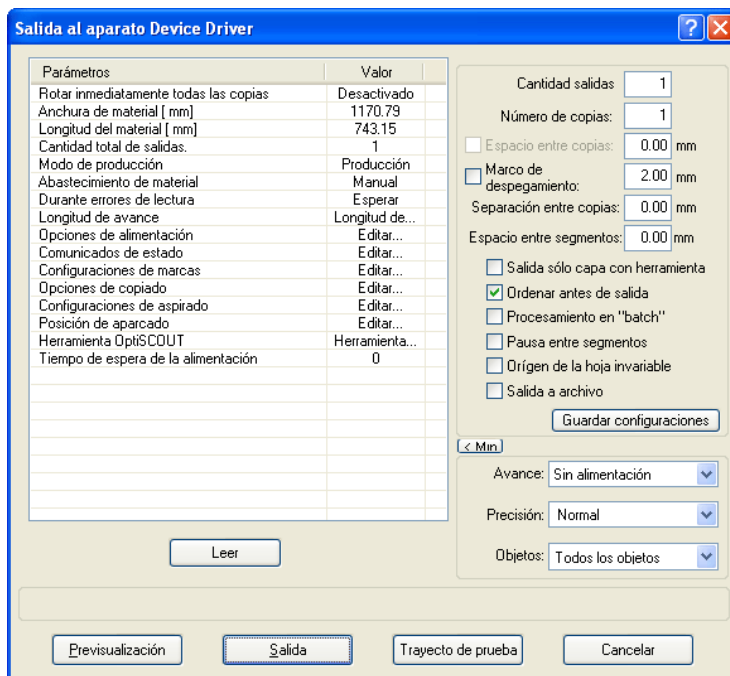 Salida al aparato Device Driver
Parámetros Valor
Rotar inmediatamente todas las copias Desactivado
Anchura de material [ mm] 1170.79
Longitud del material [ mm] 743.15
Cantidad total de salidas. 1
Modo de producción Producción
Abastecimiento de material Manual
Durante errores de lectura Esperar
Longitud de avance Longitud de...
Opciones de alimentación Editar...
Comunicados de estado Editar...
Configuraciones de marcas Editar...
Opciones de copiado Editar...
Configuraciones de aspirado Editar...
Posición de aparcado Editar...
Herramienta OptiSCOUT Herramienta...
Tiempo de espera de la alimentación 0
Leer
Cantidad salidas 1
Número de copias: 1
Espacio entre copias: 0.00 mm
Marco de
despegamiento: 2.00 mm
Separación entre copias: 0.00 mm
Espacio entre segmentos: 0.00 mm
Salida sólo capa con herramienta
Ordenar antes de salida
Procesamiento en "batch"
Pausa entre segmentos
Orígen de la hoja invariable
Salida a archivo
Guardar configuraciones
< Min
Avance: Sin alimentación
Precisión: Normal
Objetos: Todos los objetos
Previsualización Salida Trayecto de prueba Cancelar